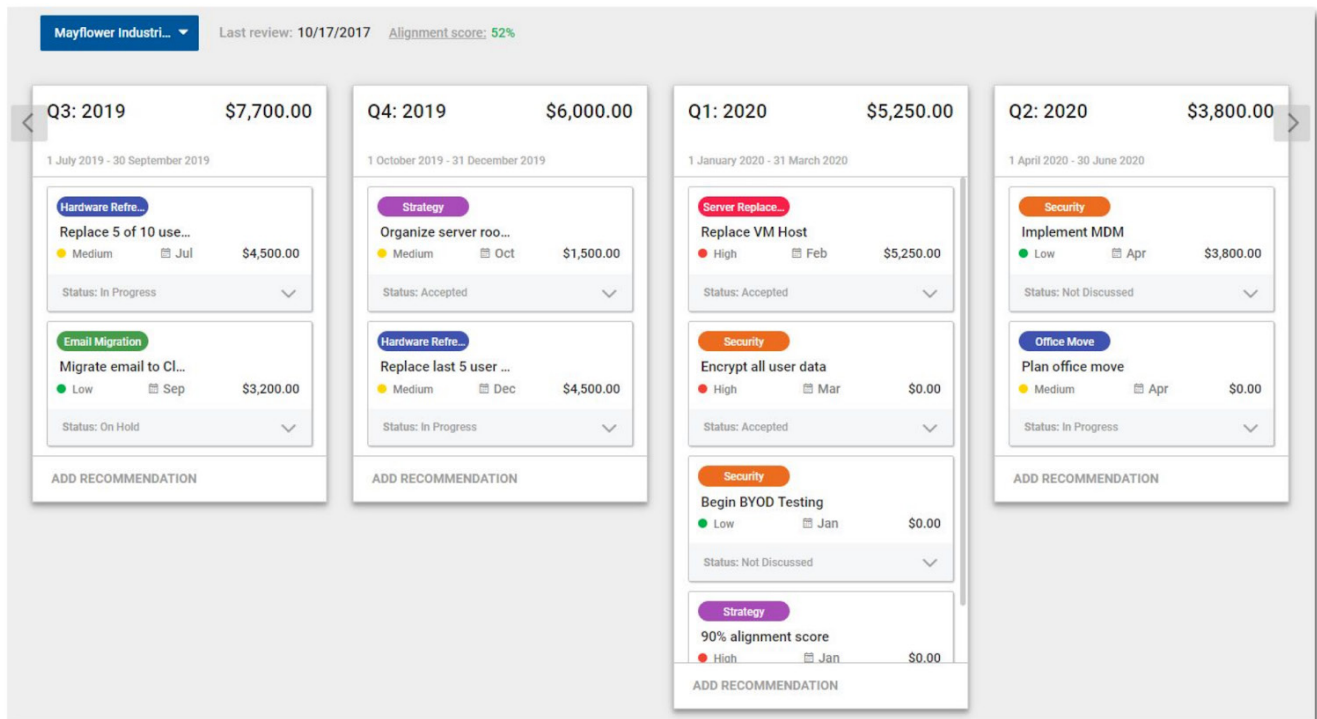 Mayflower Industri...
Last review: 10/17/2017 Alignment score: 52%
Q3: 2019 $7,700.00
1 July 2019 - 30 September 2019
Hardware Refre...
Replace 5 of 10 use...
Medium Jul $4,500.00
Status: In Progress
Email Migration
Migrate email to Cl...
Low Sep $3,200.00
Status: On Hold
ADD RECOMMENDATION
Q4: 2019 $6,000.00
1 October 2019 - 31 December 2019
Strategy
Organize server roo...
Medium Oct $1,500.00
Status: Accepted
Hardware Refre...
Replace last 5 user ...
Medium Dec $4,500.00
Status: In Progress
ADD RECOMMENDATION
Q1: 2020 $5,250.00
1 January 2020 - 31 March 2020
Server Replace...
Replace VM Host
High Feb $5,250.00
Status: Accepted
Security
Encrypt all user data
High Mar $0.00
Status: Accepted
Security
Begin BYOD Testing
Low Jan $0.00
Status: Not Discussed
Strategy
90% alignment score
High Jan $0.00
ADD RECOMMENDATION
Q2: 2020 $3,800.00
1 April 2020 - 30 June 2020
Security
Implement MDM
Low Apr $3,800.00
Status: Not Discussed
Office Move
Plan office move
Medium Apr $0.00
Status: In Progress
ADD RECOMMENDATION